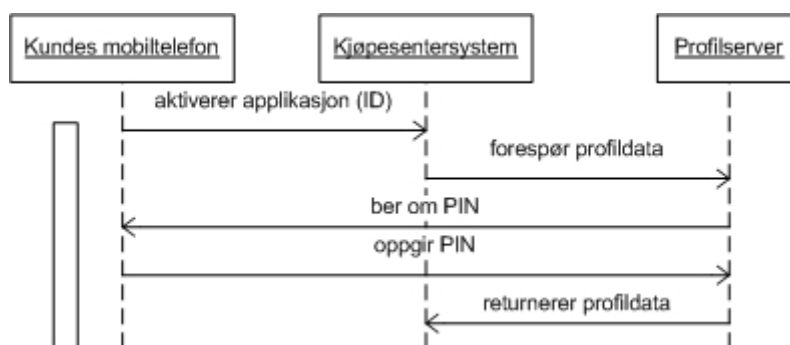 Kundes mobiltelefon
Kjøpesentersystem
Profilserver
aktiverer applikasjon (ID)
forespør profildata
ber om PIN
oppgir PIN
returnerer profildata